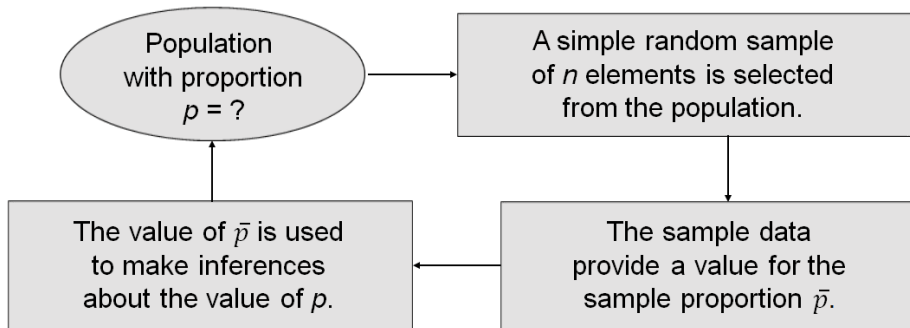 Population
with proportion
p = ?
A simple random sample
of n elements is selected
from the population.
The sample data
provide a value for the
sample proportion p̄.
The value of p̄ is used
to make inferences
about the value of p.